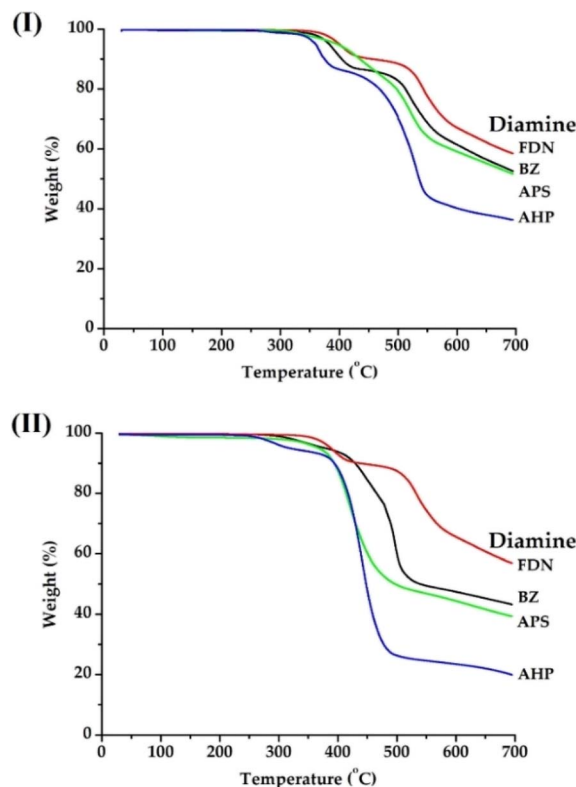 (I)
100
80
60
40
20
0
Weight (%)
Diamine
FDN
BZ
APS
AHP
0 100 200 300 400 500 600 700
Temperature (°C)
(II)
100
80
60
40
20
0
Weight (%)
Diamine
FDN
BZ
APS
AHP
0 100 200 300 400 500 600 700
Temperature (°C)